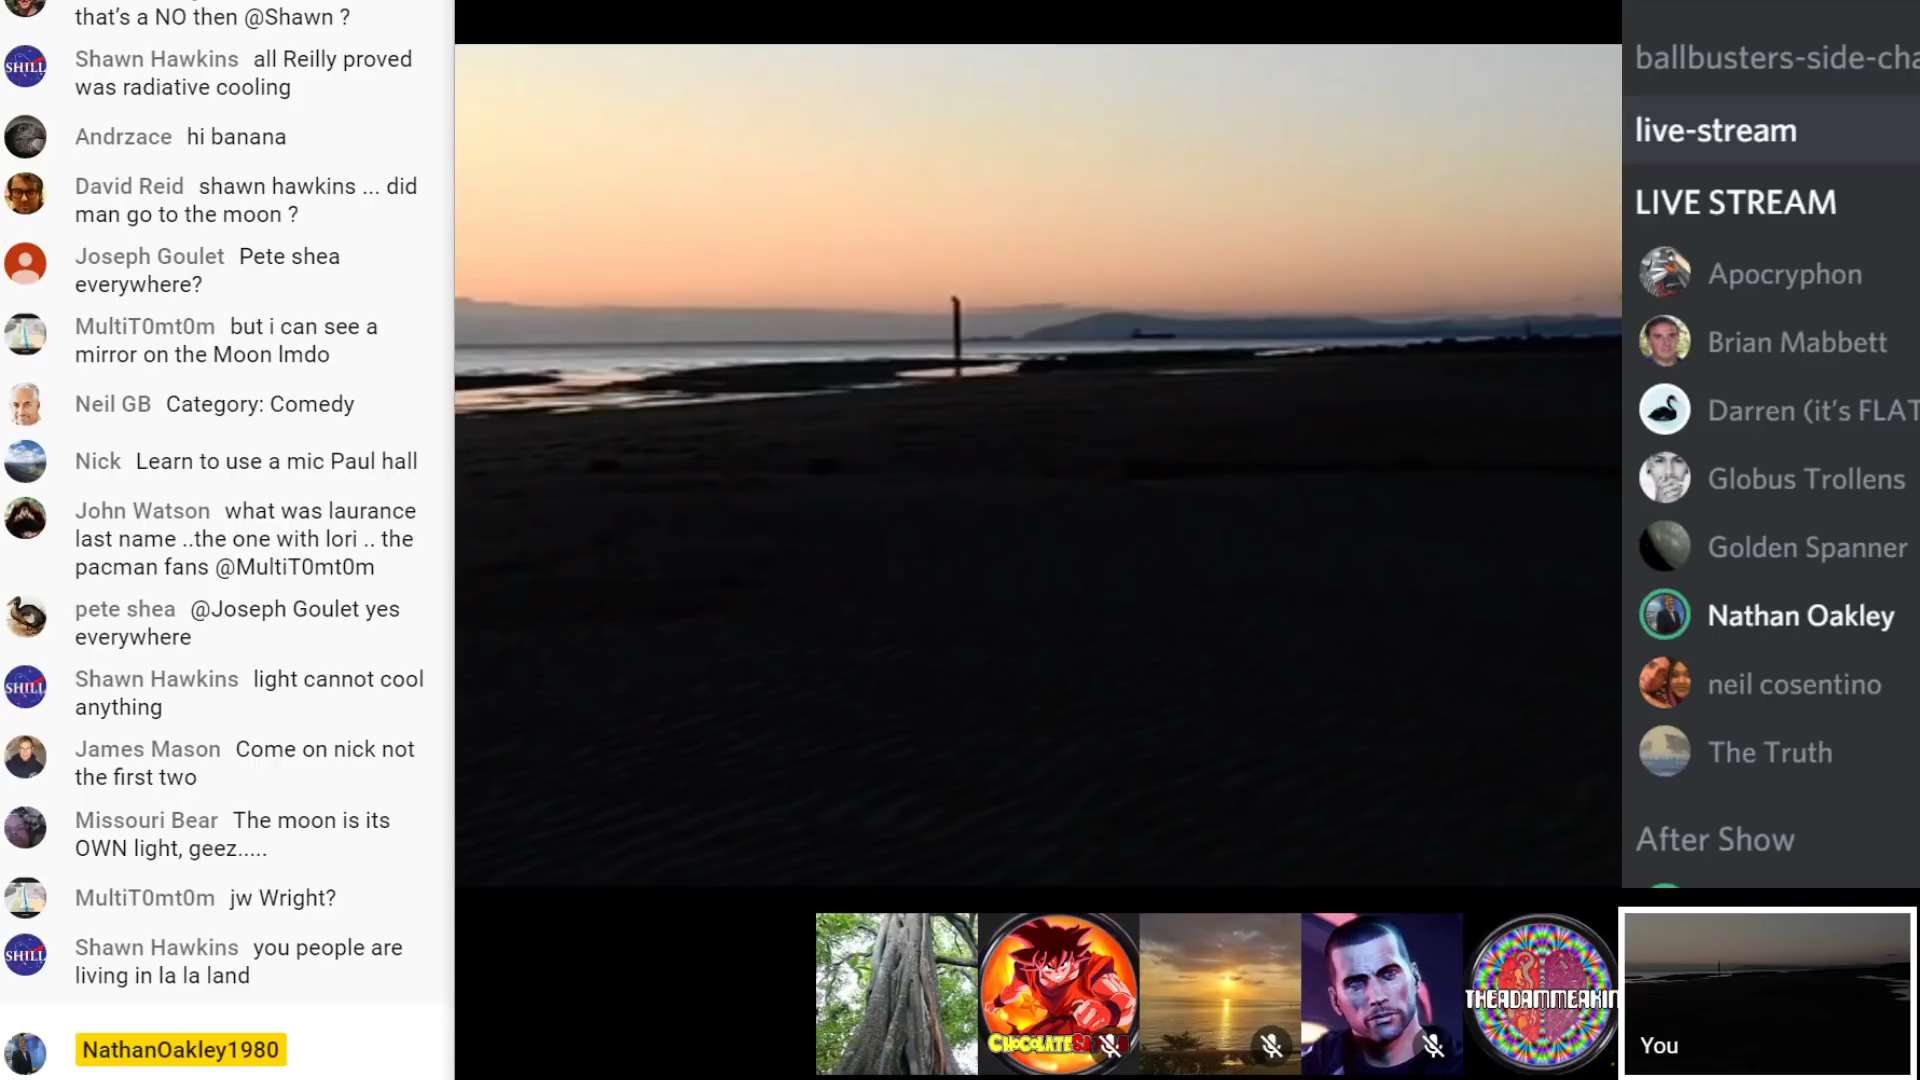 that's a NO then @Shawn ?
Shawn Hawkins all Reilly proved
was radiative cooling
Andrzace hi banana
David Reid shawn hawkins ... did
man go to the moon ?
Joseph Goulet Pete shea
everywhere?
MultiT0mt0m but i can see a
mirror on the Moon lmdo
Neil GB Category: Comedy
Nick Learn to use a mic Paul hall
John Watson what was laurance
last name ..the one with lori .. the
pacman fans @MultiT0mt0m
pete shea @Joseph Goulet yes
everywhere
Shawn Hawkins light cannot cool
anything
James Mason Come on nick not
the first two
Missouri Bear The moon is its
OWN light, geez.....
MultiT0mt0m jw Wright?
Shawn Hawkins you people are
living in la la land
NathanOakley1980
SHILL
SHILL
SHILL
ballbusters-side-cha
live-stream
LIVE STREAM
Apocryphon
Brian Mabbett
Darren (it's FLAT
Globus Trollens
Golden Spanner
Nathan Oakley
neil cosentino
The Truth
After Show
THEADAMMEAKIN
You